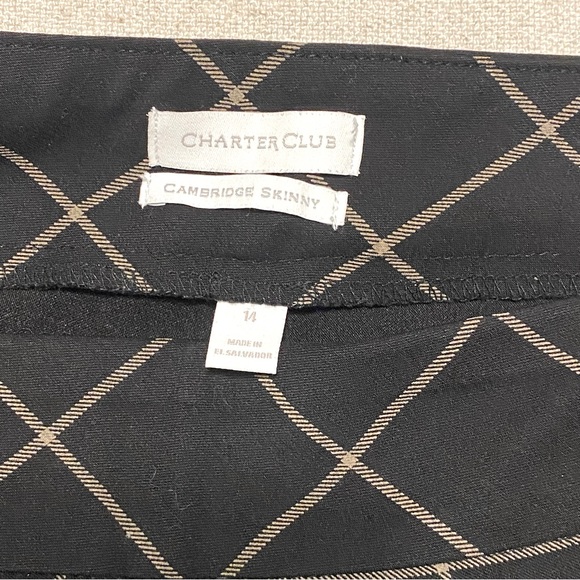 CHARTER CLUB
CAMBRIDGE SKINNY
14
MADE IN
EL SALVADOR